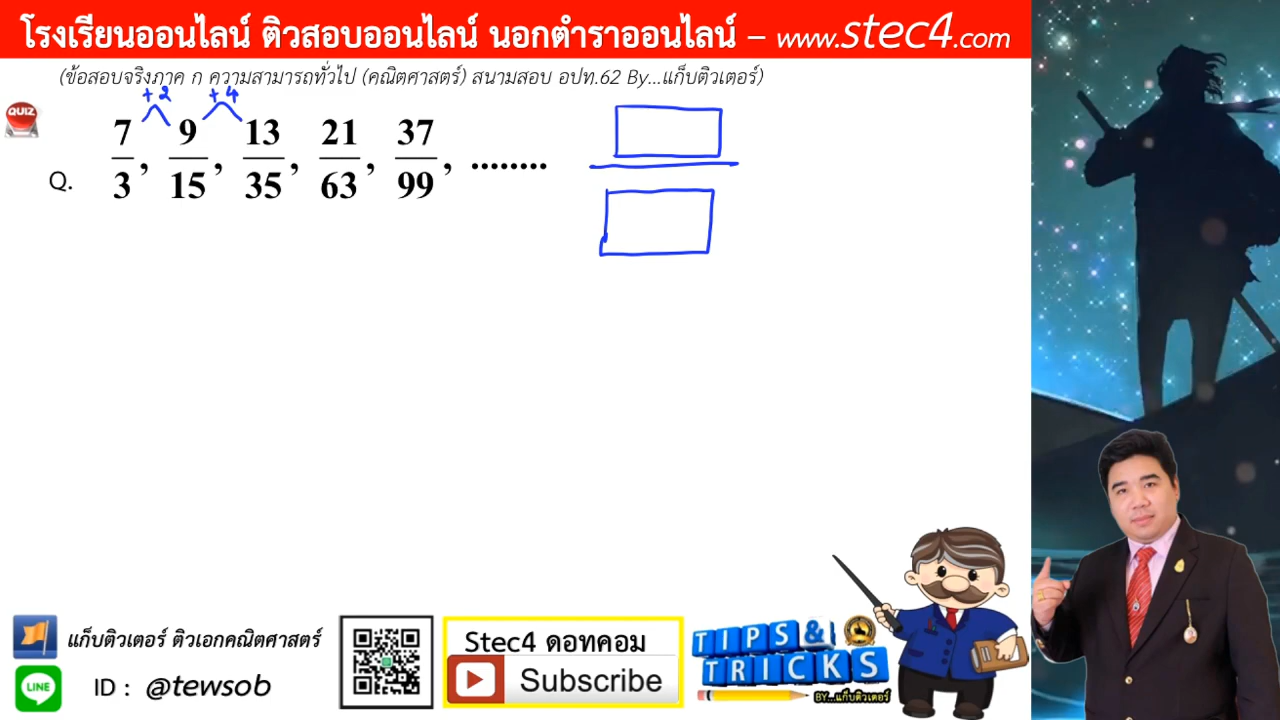 โรงเรียนออนไลน์ ติวสอบออนไลน์ นอกตำราออนไลน์ – www.stec4.com
(ข้อสอบจริงภาค ก ความสามารถทั่วไป (คณิตศาสตร์) สนามสอบ อปท.62 By...แก็บติวเตอร์)
+2 +4
QUIZ
Q. 7/3, 9/15, 13/35, 21/63, 37/99, ........
แก็บติวเตอร์ ติวเอกคณิตศาสตร์
LINE ID : @tewsob
Stec4 ดอทคอม
Subscribe
TIPS &
TRICKS
BY...แก็บติวเตอร์